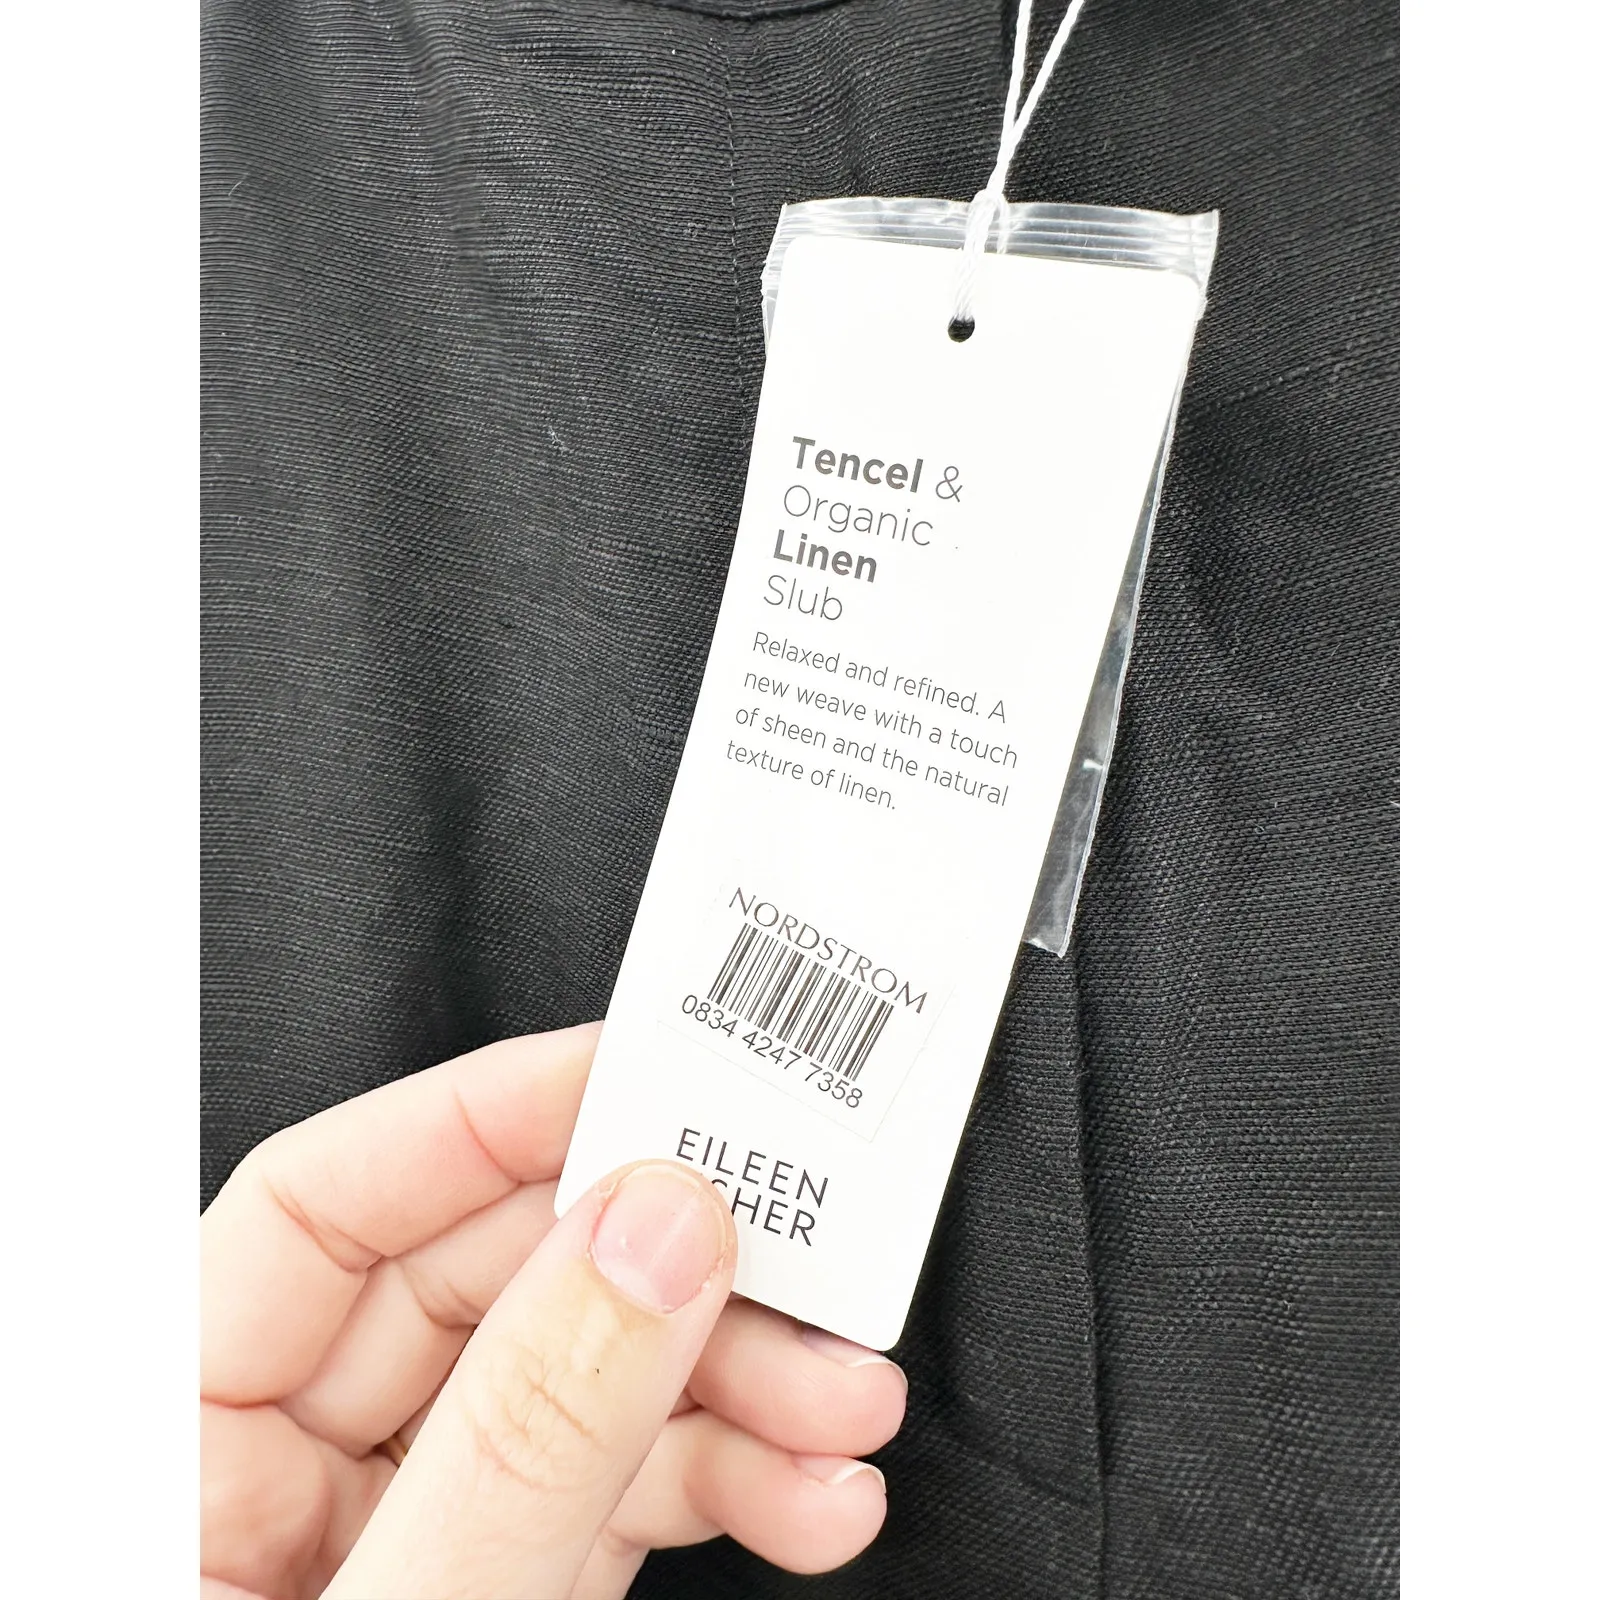 Tencel &
Organic
Linen
Slub
Relaxed and refined. A
new weave with a touch
of sheen and the natural
texture of linen.
NORDSTROM
0834 4247 7358
EILEEN